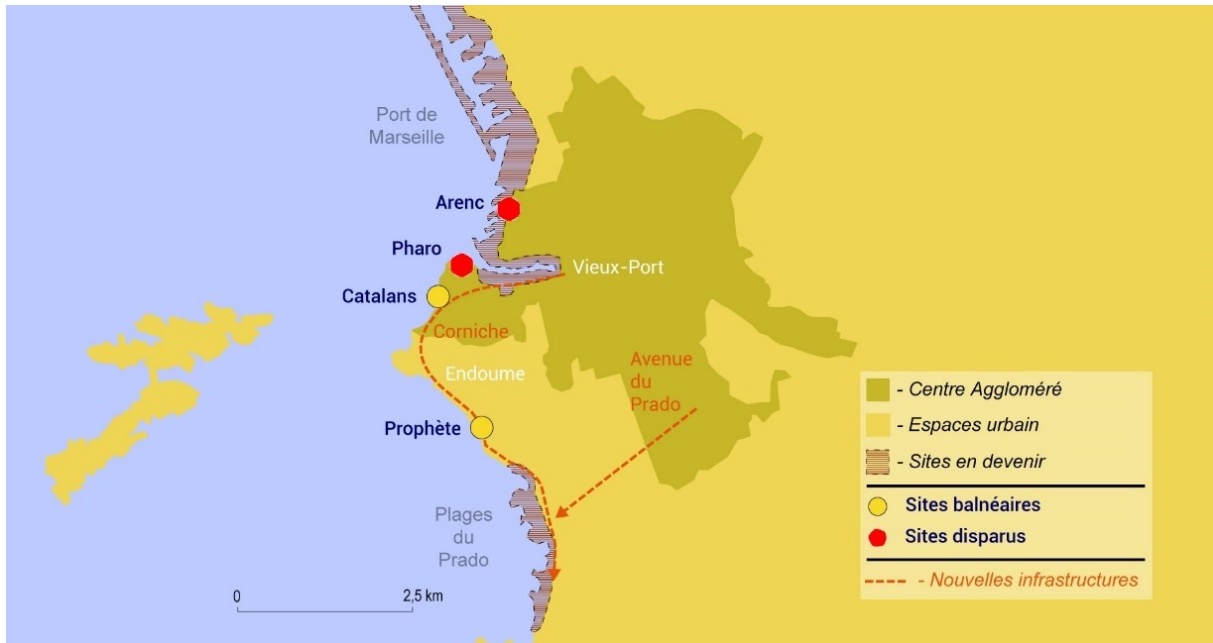 Port de
Marseille
Arenc
Pharo
Vieux-Port
Catalans
Corniche
Endoume
Avenue
du
Prado
Prophète
Plages
du
Prado
0
2,5 km
- Centre Aggloméré
- Espaces urbain
- Sites en devenir
Sites balnéaires
Sites disparus
- Nouvelles infrastructures